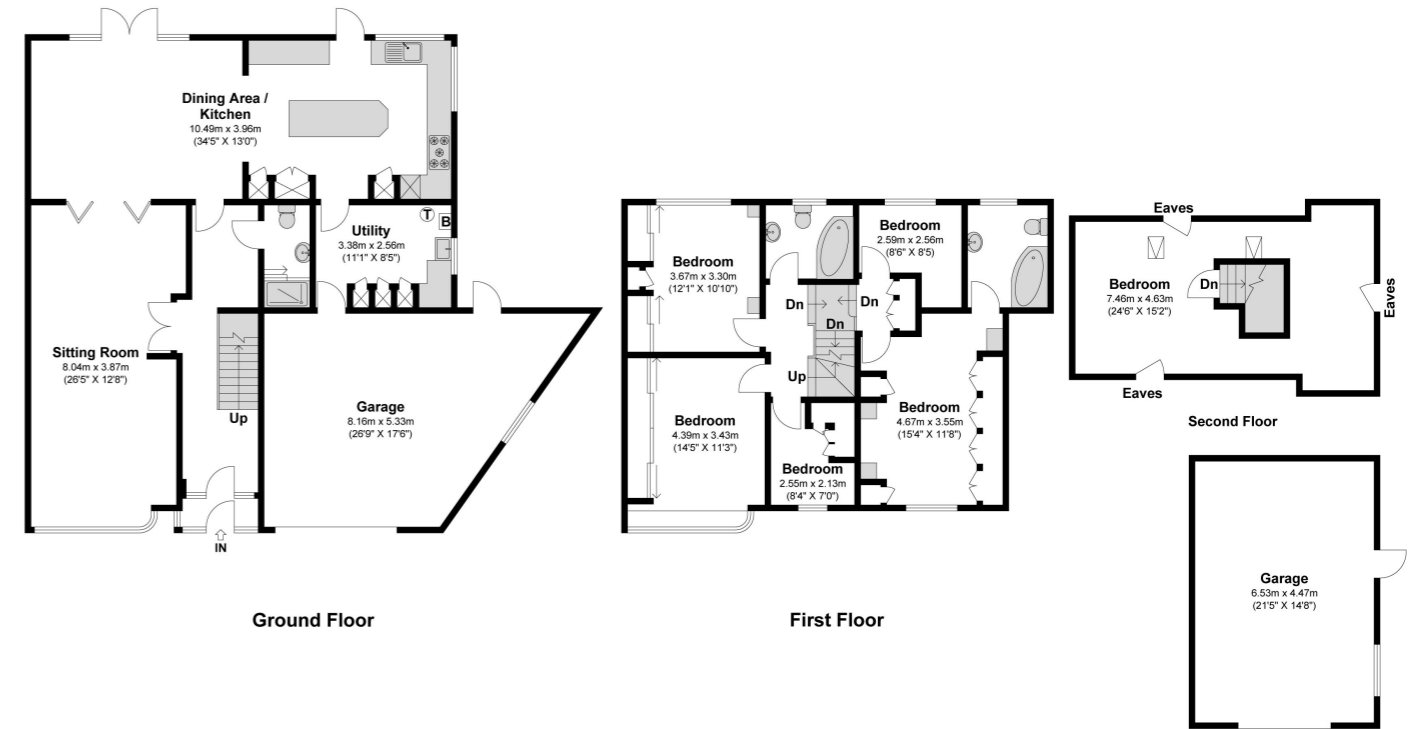 Dining Area /
Kitchen
10.49m x 3.96m
(34'5" X 13'0")
T
B
Utility
3.38m x 2.56m
(11'1" X 8'5")
Sitting Room
8.04m x 3.87m
(26'5" X 12'8")
Up
Garage
8.16m x 5.33m
(26'9" X 17'6")
IN
Ground Floor
Bedroom
3.67m x 3.30m
(12'1" X 10'10")
Bedroom
2.59m x 2.56m
(8'6" X 8'5)
Dn
Dn
Dn
Up
Bedroom
4.39m x 3.43m
(14'5" X 11'3")
Bedroom
2.55m x 2.13m
(8'4" X 7'0")
Bedroom
4.67m x 3.55m
(15'4" X 11'8")
First Floor
Eaves
Bedroom
7.46m x 4.63m
(24'6" X 15'2")
Dn
Eaves
Eaves
Second Floor
Garage
6.53m x 4.47m
(21'5" X 14'8")